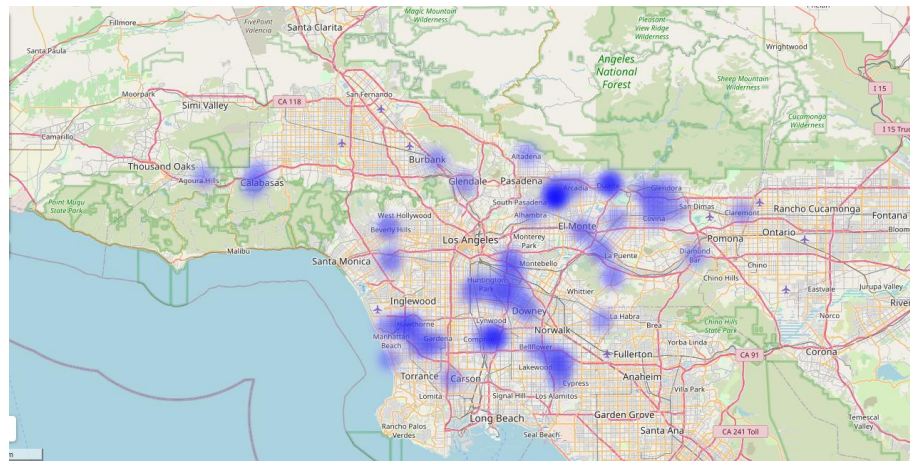 Magic Mountain
Wilderness
Fillmore
FivePoint
Valencia
Santa Clarita
Pleasant
View Ridge
Wilderness
Santa Paula
Wrightwood
Angeles
National
Forest
Sheep Mountain
Wilderness
I 15
Moorpark
Simi Valley
CA 118
San Fernando
Cucamonga
Wilderness
Camarillo
I 15 Truc
Thousand Oaks
Agoura Hills
Calabasas
Burbank
Altadena
Glendale
Pasadena
Arcadia
Glendora
South Pasadena
San Dimas
Rancho Cucamonga
Point Mugu
State Park
West Hollywood
Beverly Hills
Alhambra
Covina
Claremont
Fontana
El Monte
Ontario
Bloom
Malibu
Los Angeles
Monterey
Park
Pomona
Santa Monica
Montebello
La Puente
Diamond
Bar
Chino
Chino Hills
Huntington
Park
Whittier
Eastvale
Jurupa Valley
Inglewood
Downey
River
Hawthorne
Lynwood
La Habra
Norco
Manhattan
Beach
Gardena
Norwalk
Brea
Chino Hills
State Park
Yorba Linda
Bellflower
Fullerton
CA 91
Corona
Torrance
Carson
Lakewood
Cypress
Anaheim
Lomita
Signal Hill
Los Alamitos
Villa Park
Long Beach
Garden Grove
Temescal
Valley
Rancho Palos
Verdes
Seal Beach
Santa Ana
CA 241 Toll
m